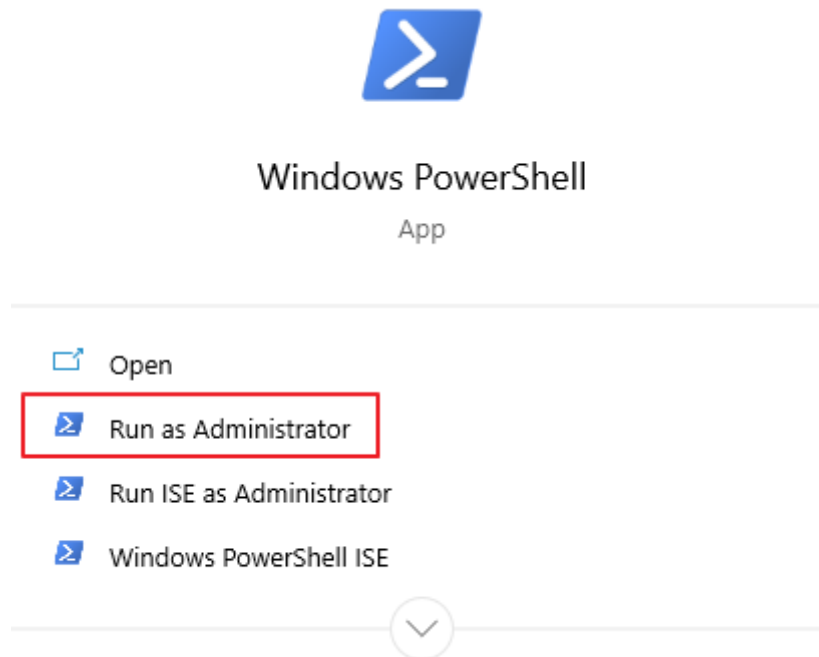 Windows PowerShell
App
Open
Run as Administrator
Run ISE as Administrator
Windows PowerShell ISE